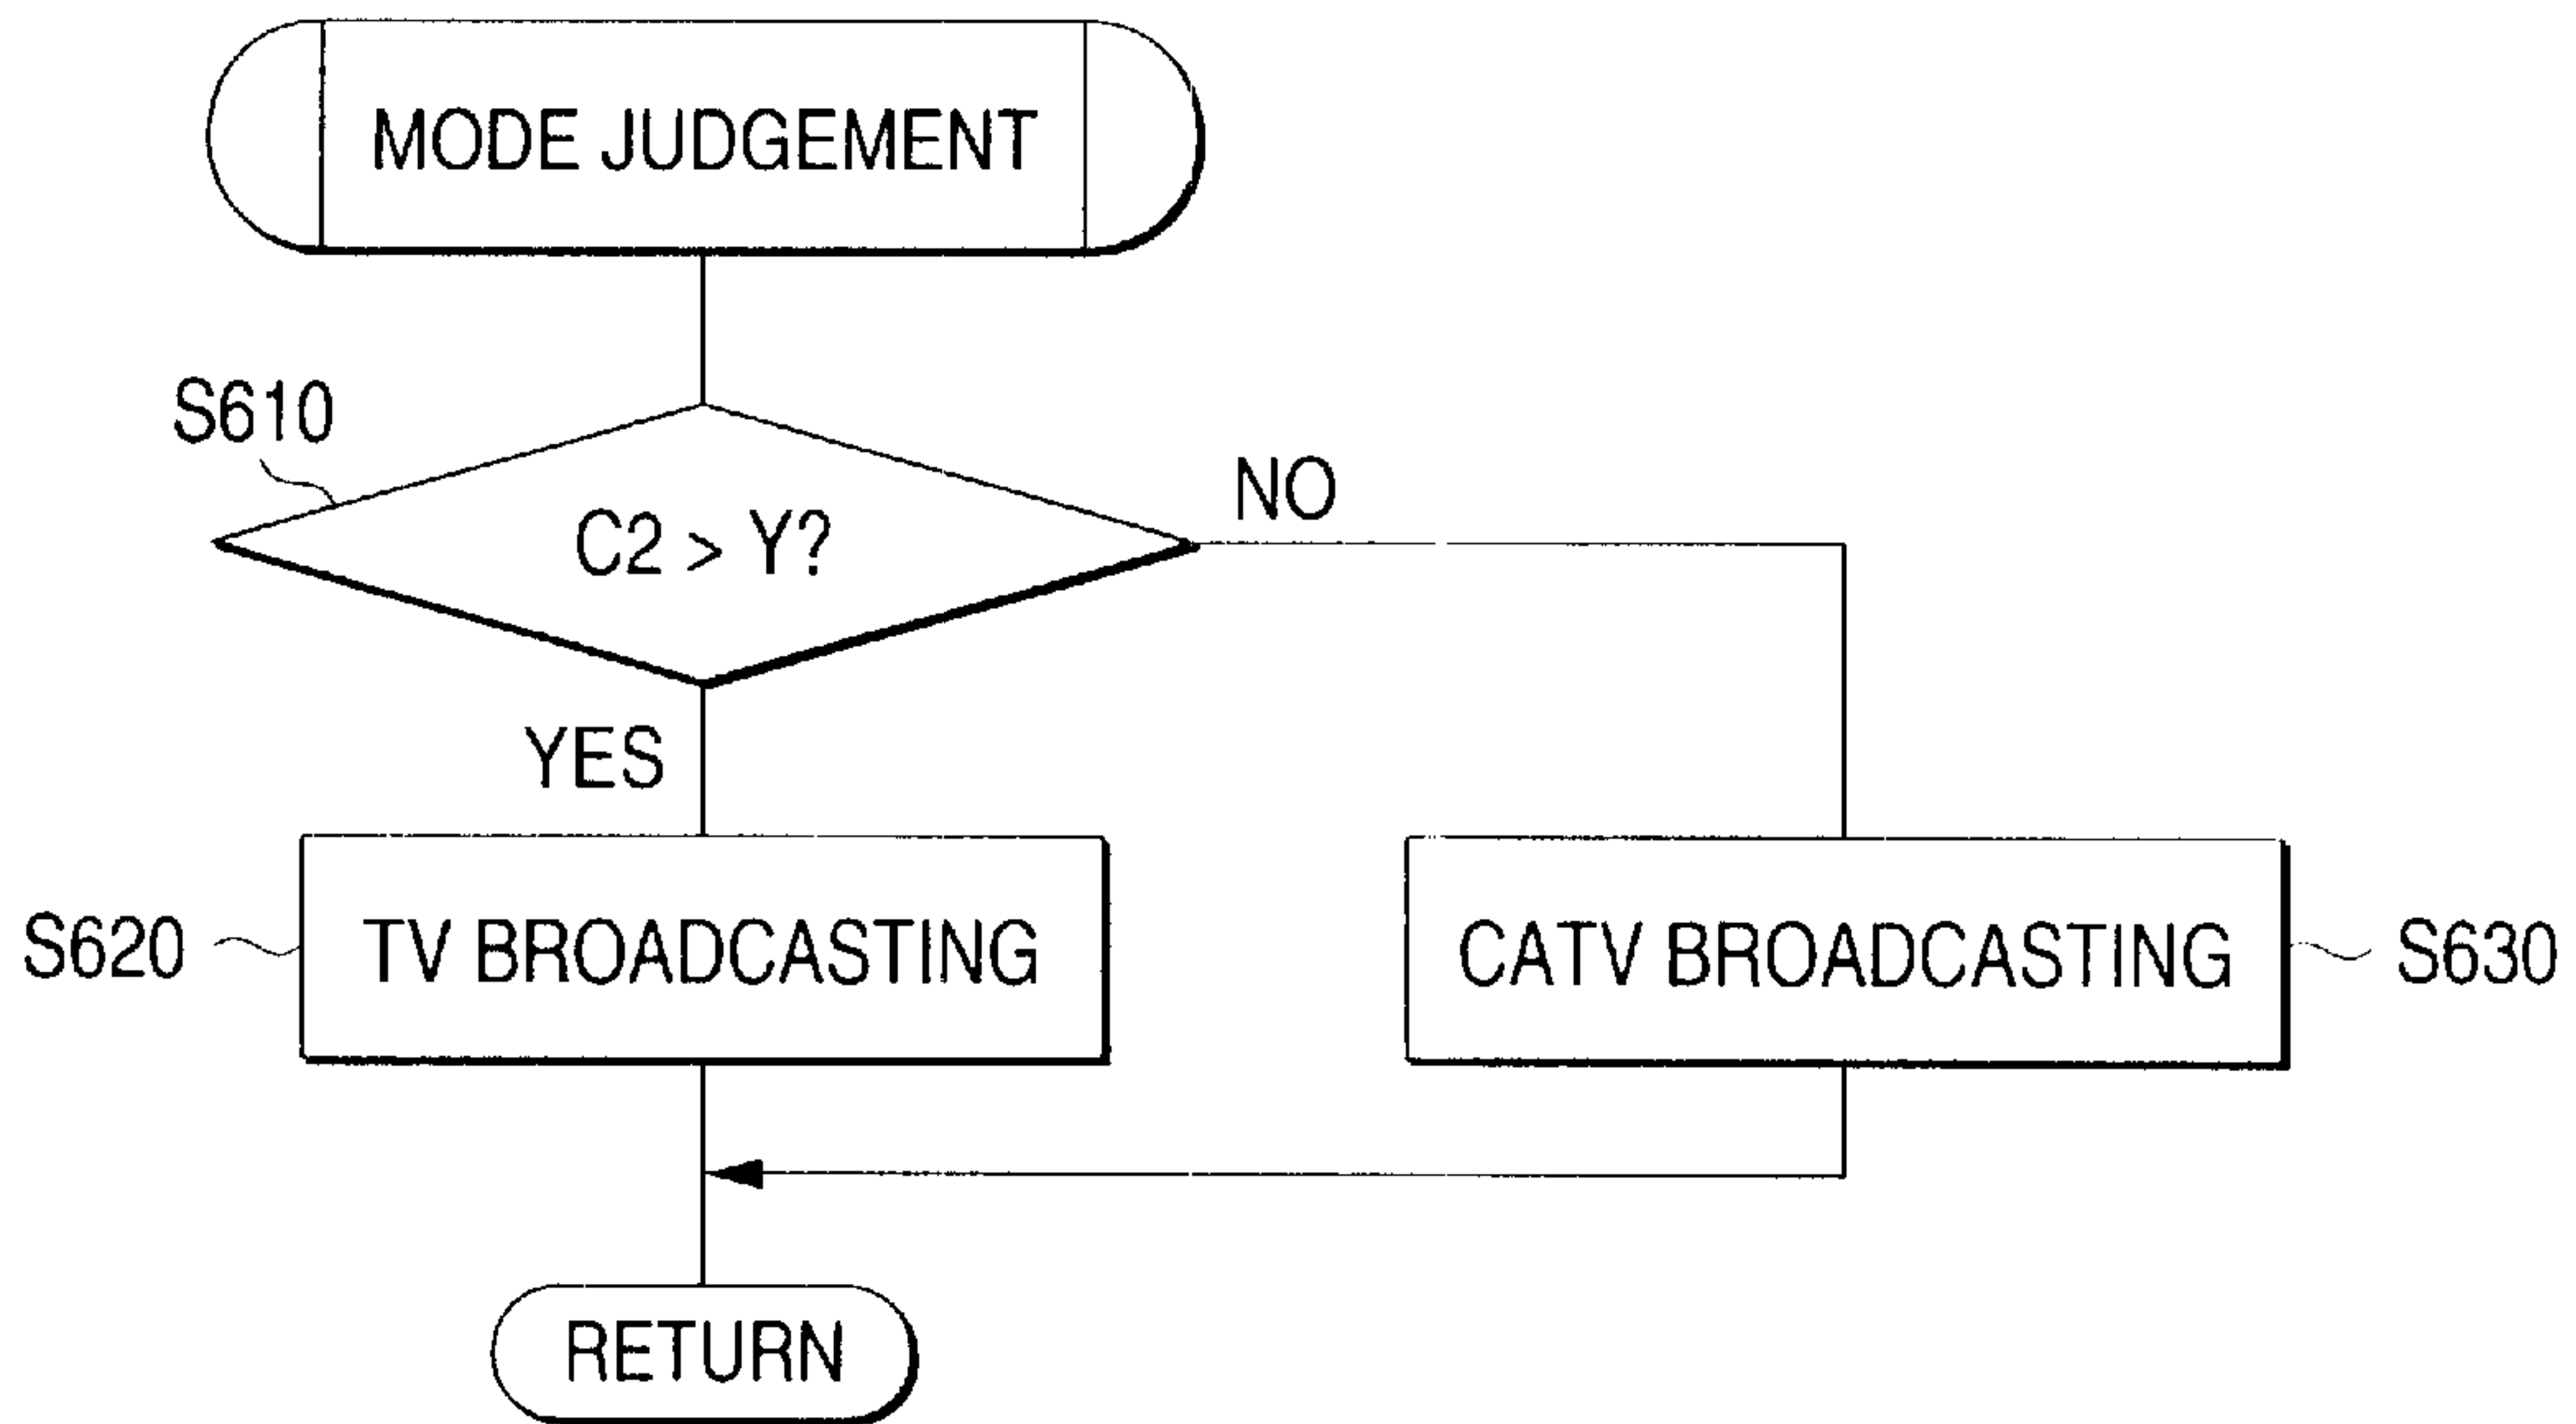 MODE JUDGEMENT
S610
C2 > Y?
NO
YES
S620
TV BROADCASTING
CATV BROADCASTING
S630
RETURN